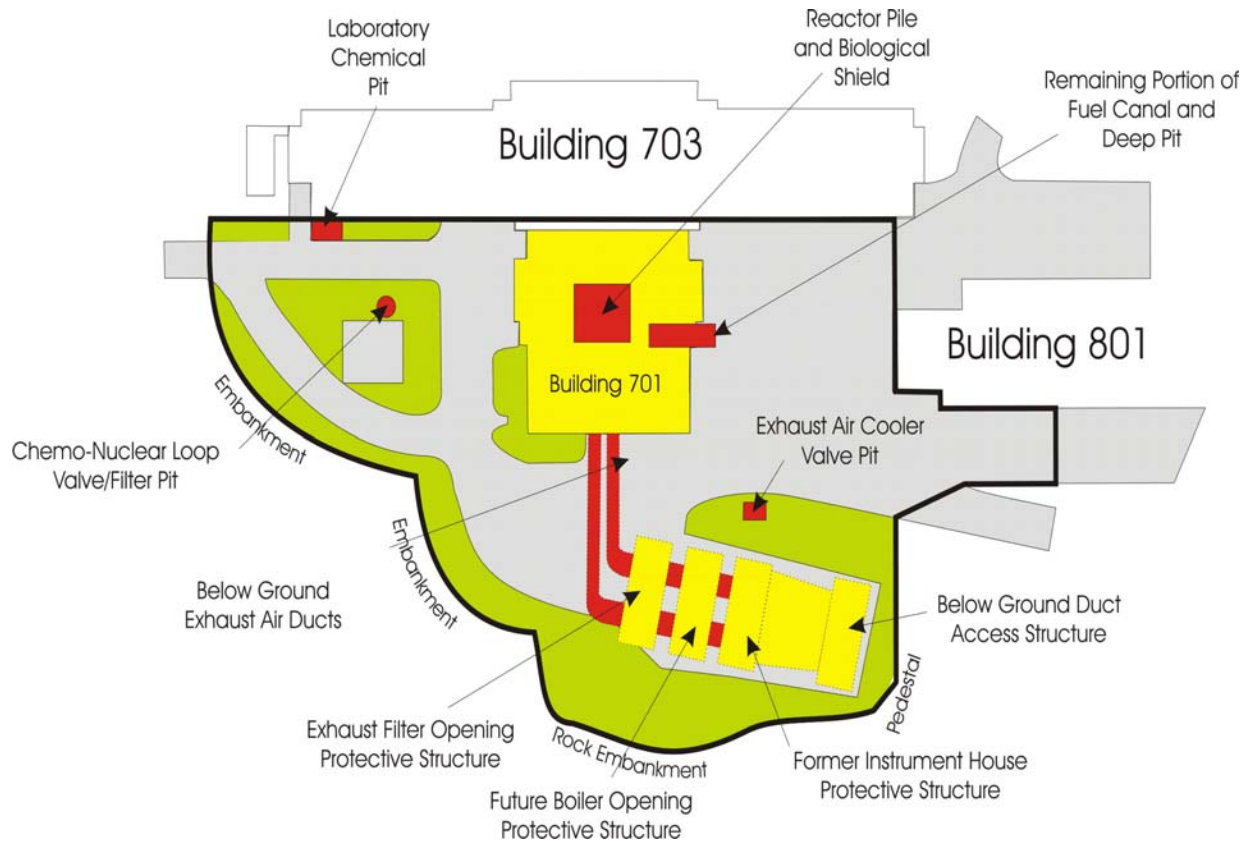 Laboratory
Chemical
Pit
Reactor Pile
and Biological
Shield
Remaining Portion of
Fuel Canal and
Deep Pit
Building 703
Building 801
Building 701
Embankment
Chemo-Nuclear Loop
Valve/Filter Pit
Exhaust Air Cooler
Valve Pit
Embankment
Below Ground
Exhaust Air Ducts
Below Ground Duct
Access Structure
Pedestal
Exhaust Filter Opening
Protective Structure
Rock Embankment
Former Instrument House
Protective Structure
Future Boiler Opening
Protective Structure